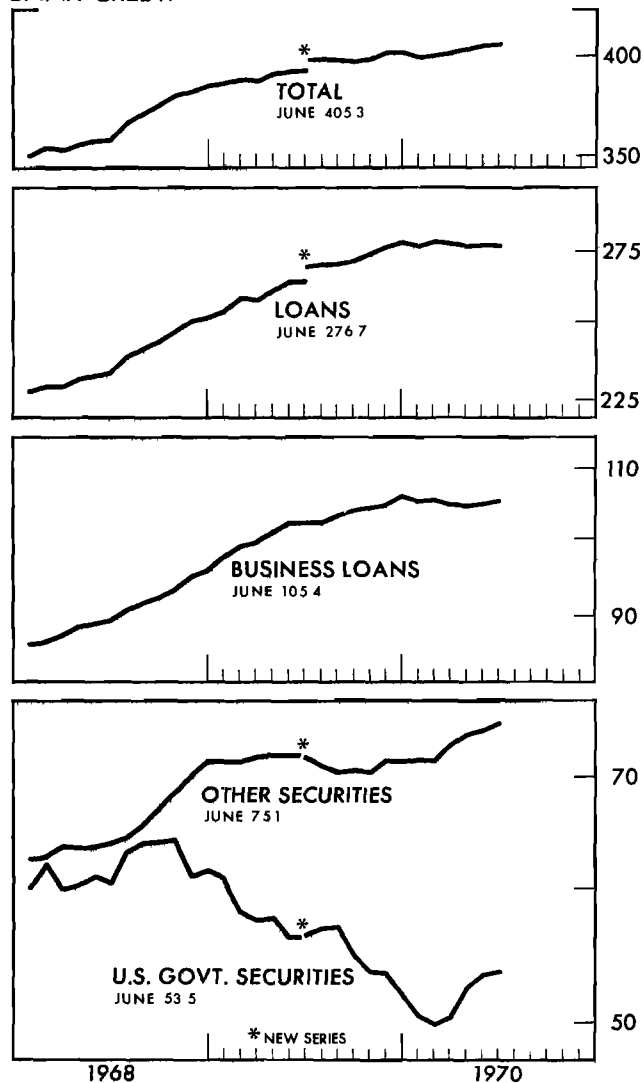 *
TOTAL
JUNE 405 3
400
350
*
LOANS
JUNE 276 7
275
225
BUSINESS LOANS
JUNE 105 4
110
90
*
OTHER SECURITIES
JUNE 75 1
70
*
U.S. GOVT. SECURITIES
JUNE 53 5
50
* NEW SERIES
1968 1970